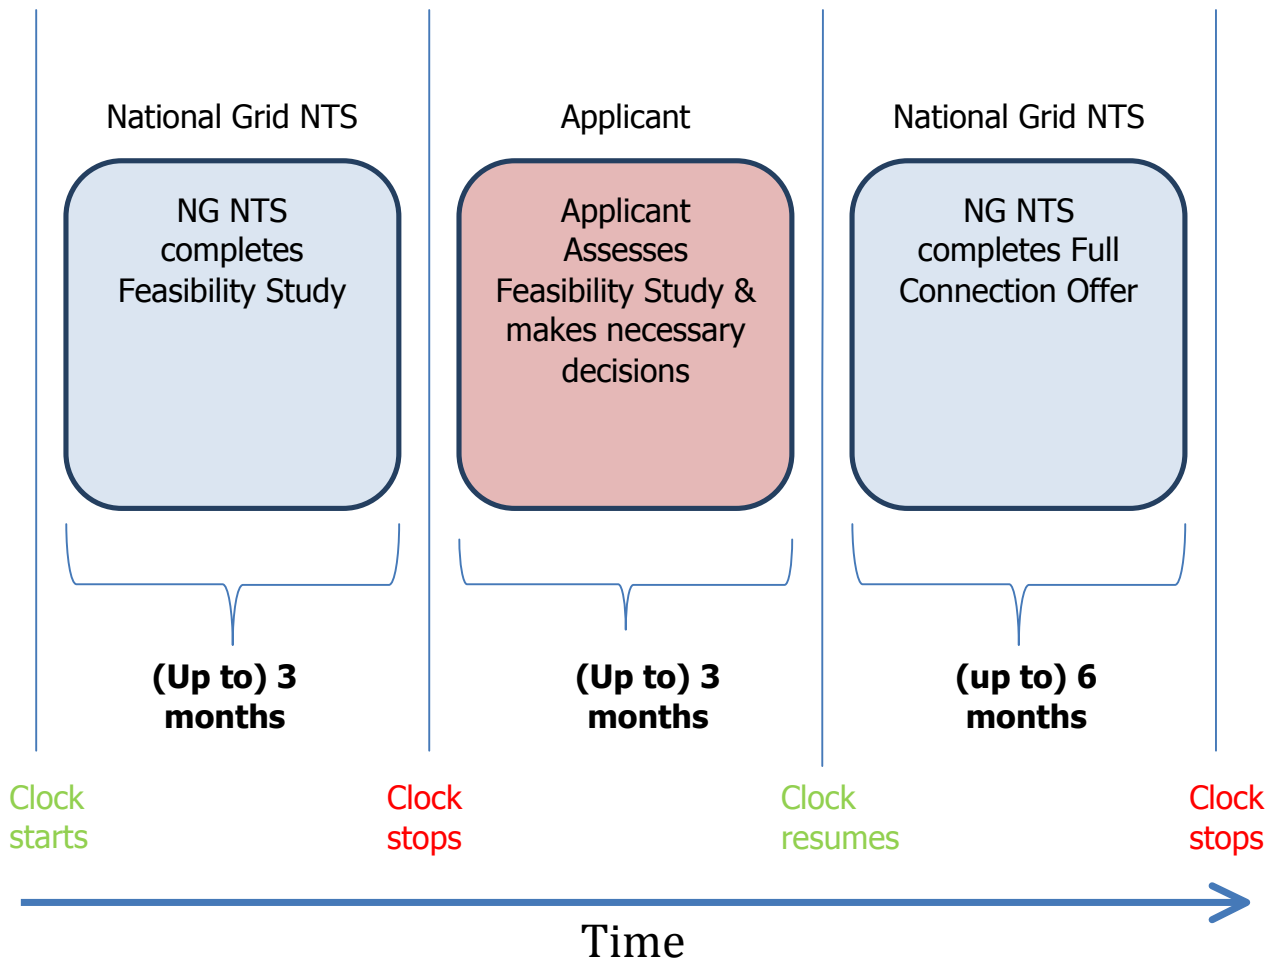 National Grid NTS
NG NTS
completes
Feasibility Study
(Up to) 3
months
Applicant
Applicant
Assesses
Feasibility Study &
makes necessary
decisions
(Up to) 3
months
National Grid NTS
NG NTS
completes Full
Connection Offer
(up to) 6
months
Clock
starts
Clock
stops
Clock
resumes
Clock
stops
Time